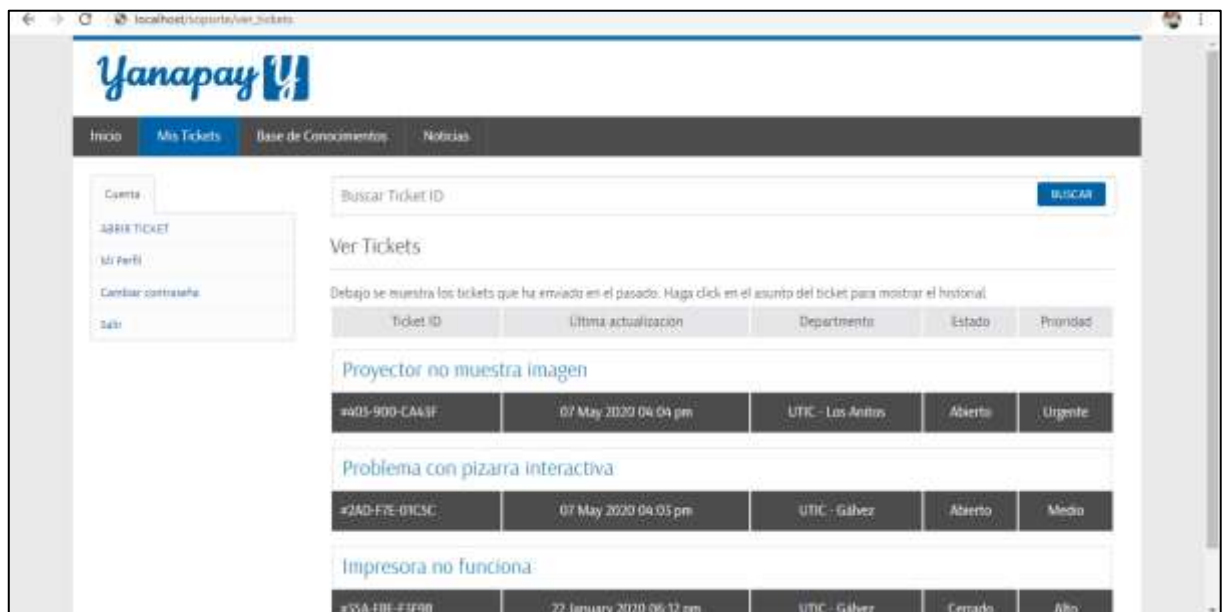 localhost/soporte/ver_tickets
Yanapay Y
Inicio Mis Tickets Base de Conocimientos Noticias
Cuenta
ABRIR TICKET
Mi Perfil
Cambiar contraseña
Salir
Buscar Ticket ID BUSCAR
Ver Tickets
Debajo se muestra los tickets que ha enviado en el pasado. Haga click en el asunto del ticket para mostrar el historial.
Ticket ID Última actualización Departmento Estado Prioridad
Proyector no muestra imagen
07 May 2020 04:04 pm UTIC - Los Anitos Abierto Urgente
Problema con pizarra interactiva
#2AD-F7E-01C5C 07 May 2020 04:03 pm UTIC - Gálvez Abierto Medio
Impresora no funciona
22 January 2020 06:12 pm UTIC - Gálvez Cerrado Alto